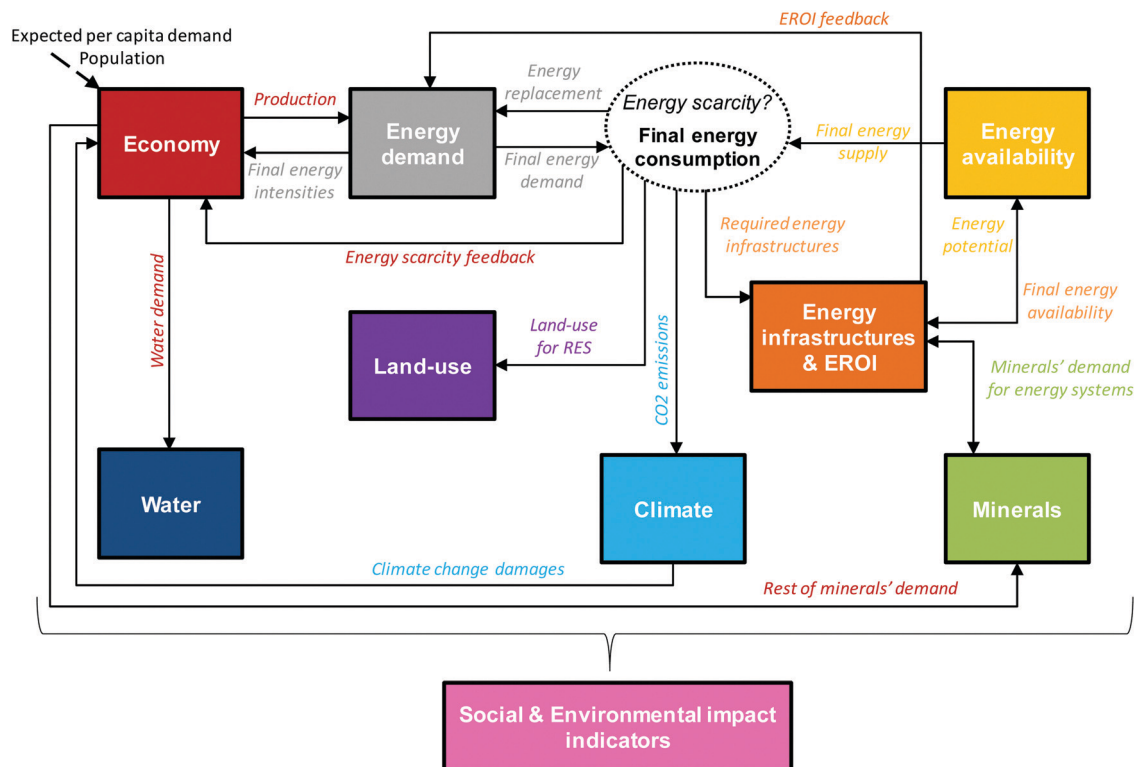 EROI feedback
Expected per capita demand
Population
Production
Energy
replacement
Energy scarcity?
Final energy
consumption
Final energy
supply
Economy
Energy
demand
Energy
availability
Final energy
intensities
Final energy
demand
Required energy
infrastructures
Energy
potential
Energy scarcity feedback
Water demand
Land-use
for RES
CO2 emissions
Energy
infrastructures
& EROI
Final energy
availability
Land-use
Minerals' demand
for energy systems
Water
Climate
Minerals
Climate change damages
Rest of minerals' demand
Social & Environmental impact
indicators